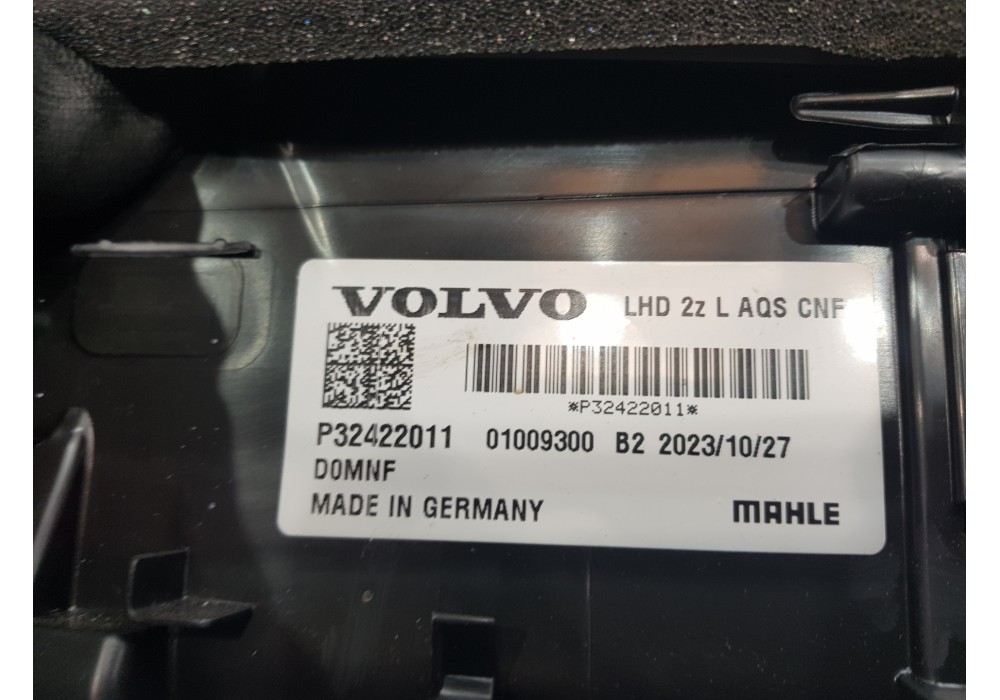 VOLVO LHD 2z L AQS CNF
*P32422011*
P32422011 01009300 B2 2023/10/27
D0MNF
MADE IN GERMANY MAHLE